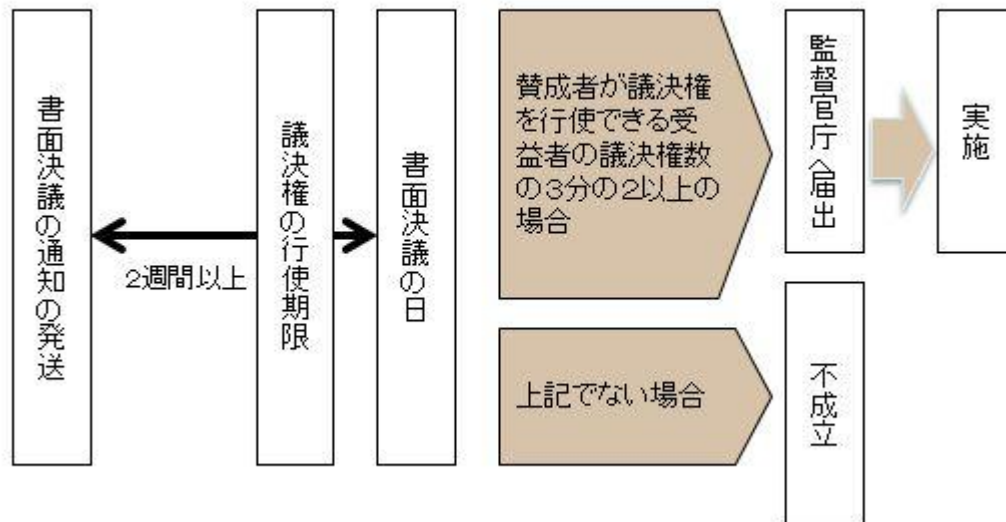 書面決議の通知の発送
2週間以上
議決権の行使期限
書面決議の日
賛成者が議決権
を行使できる受
益者の議決権数
の3分の2以上の
場合
監督官庁へ届出
実施
上記でない場合
不成立